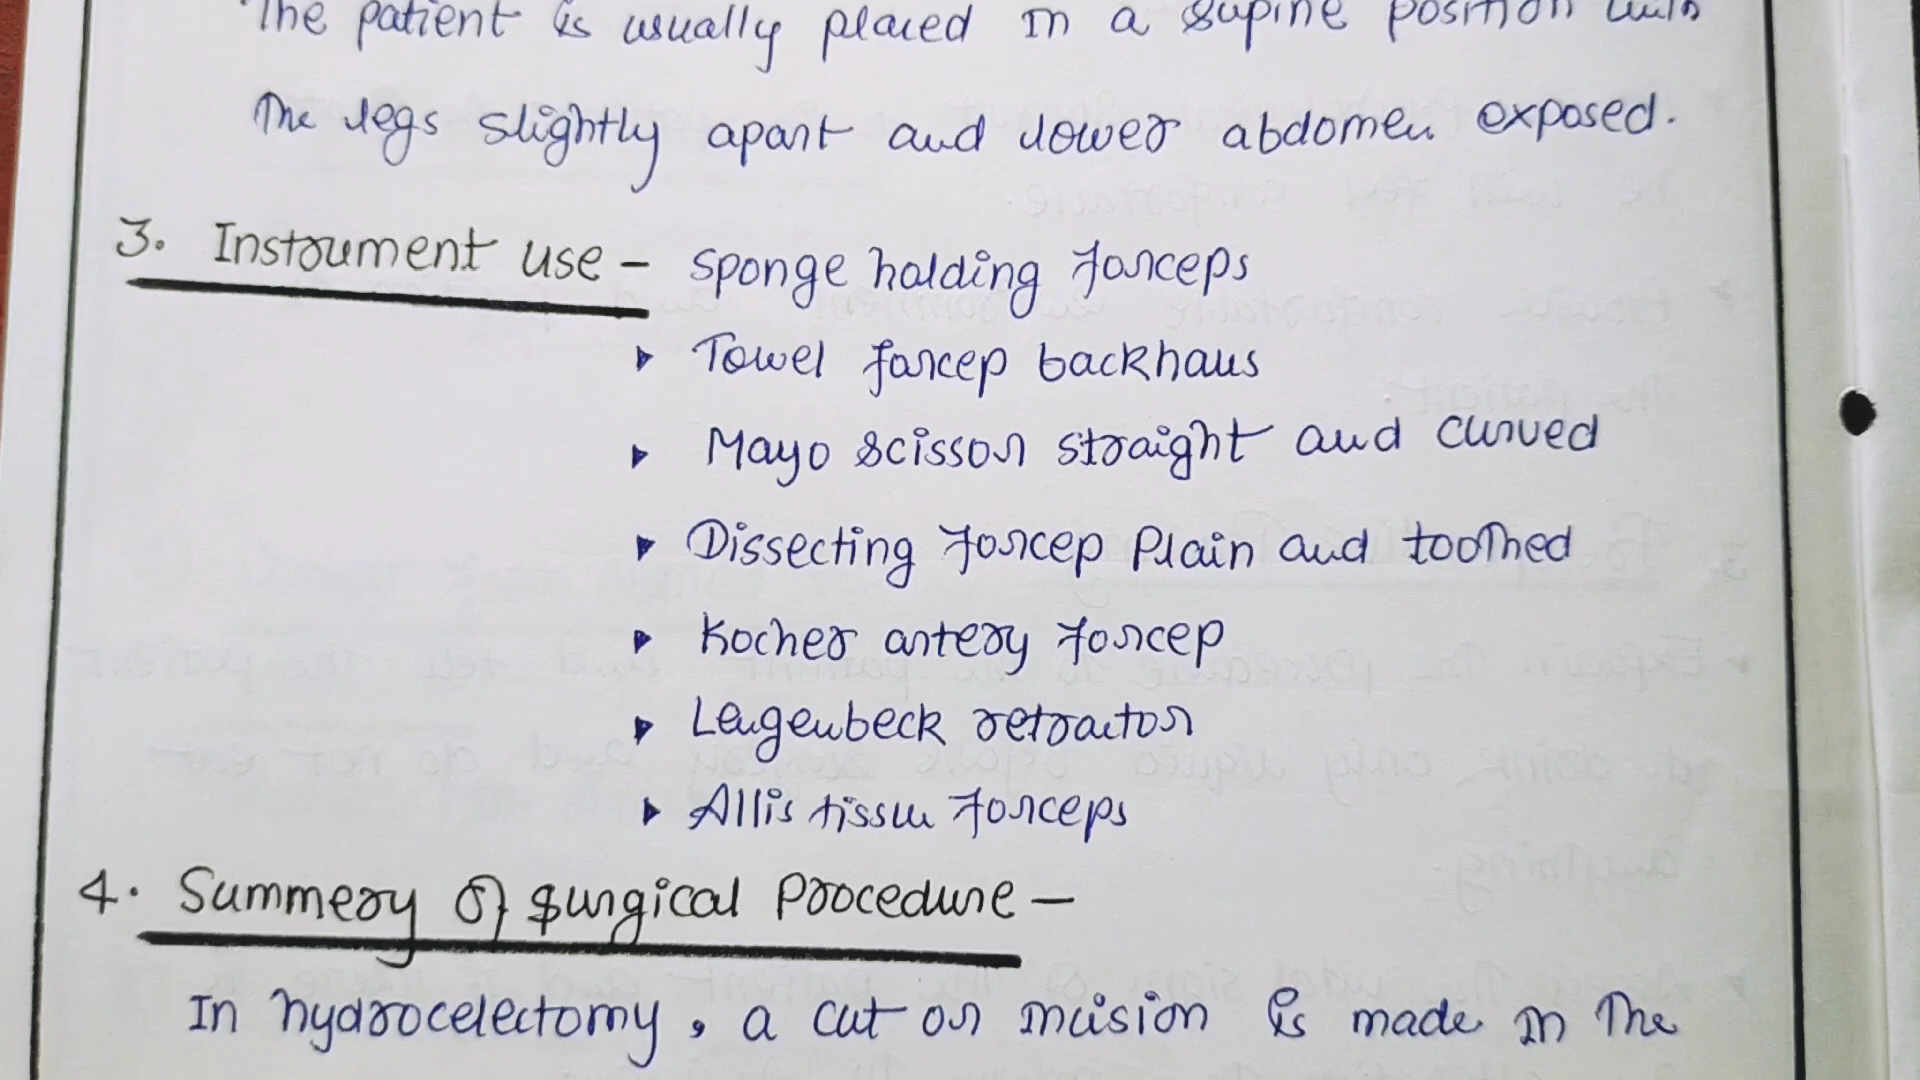 The patient is usually placed in a supine position with
The legs slightly apart and lower abdomen exposed.
3. Instrument use - Sponge holding forceps
▸ Towel forcep backhaus
▸ Mayo scissor straight and curved
▸ Dissecting forcep Plain and toothed
▸ Kocher artery forcep
▸ Langenbeck retractor
▸ Allis tissue forceps
4. Summery of surgical Procedure -
In hydrocelectomy, a cut or incision is made in the